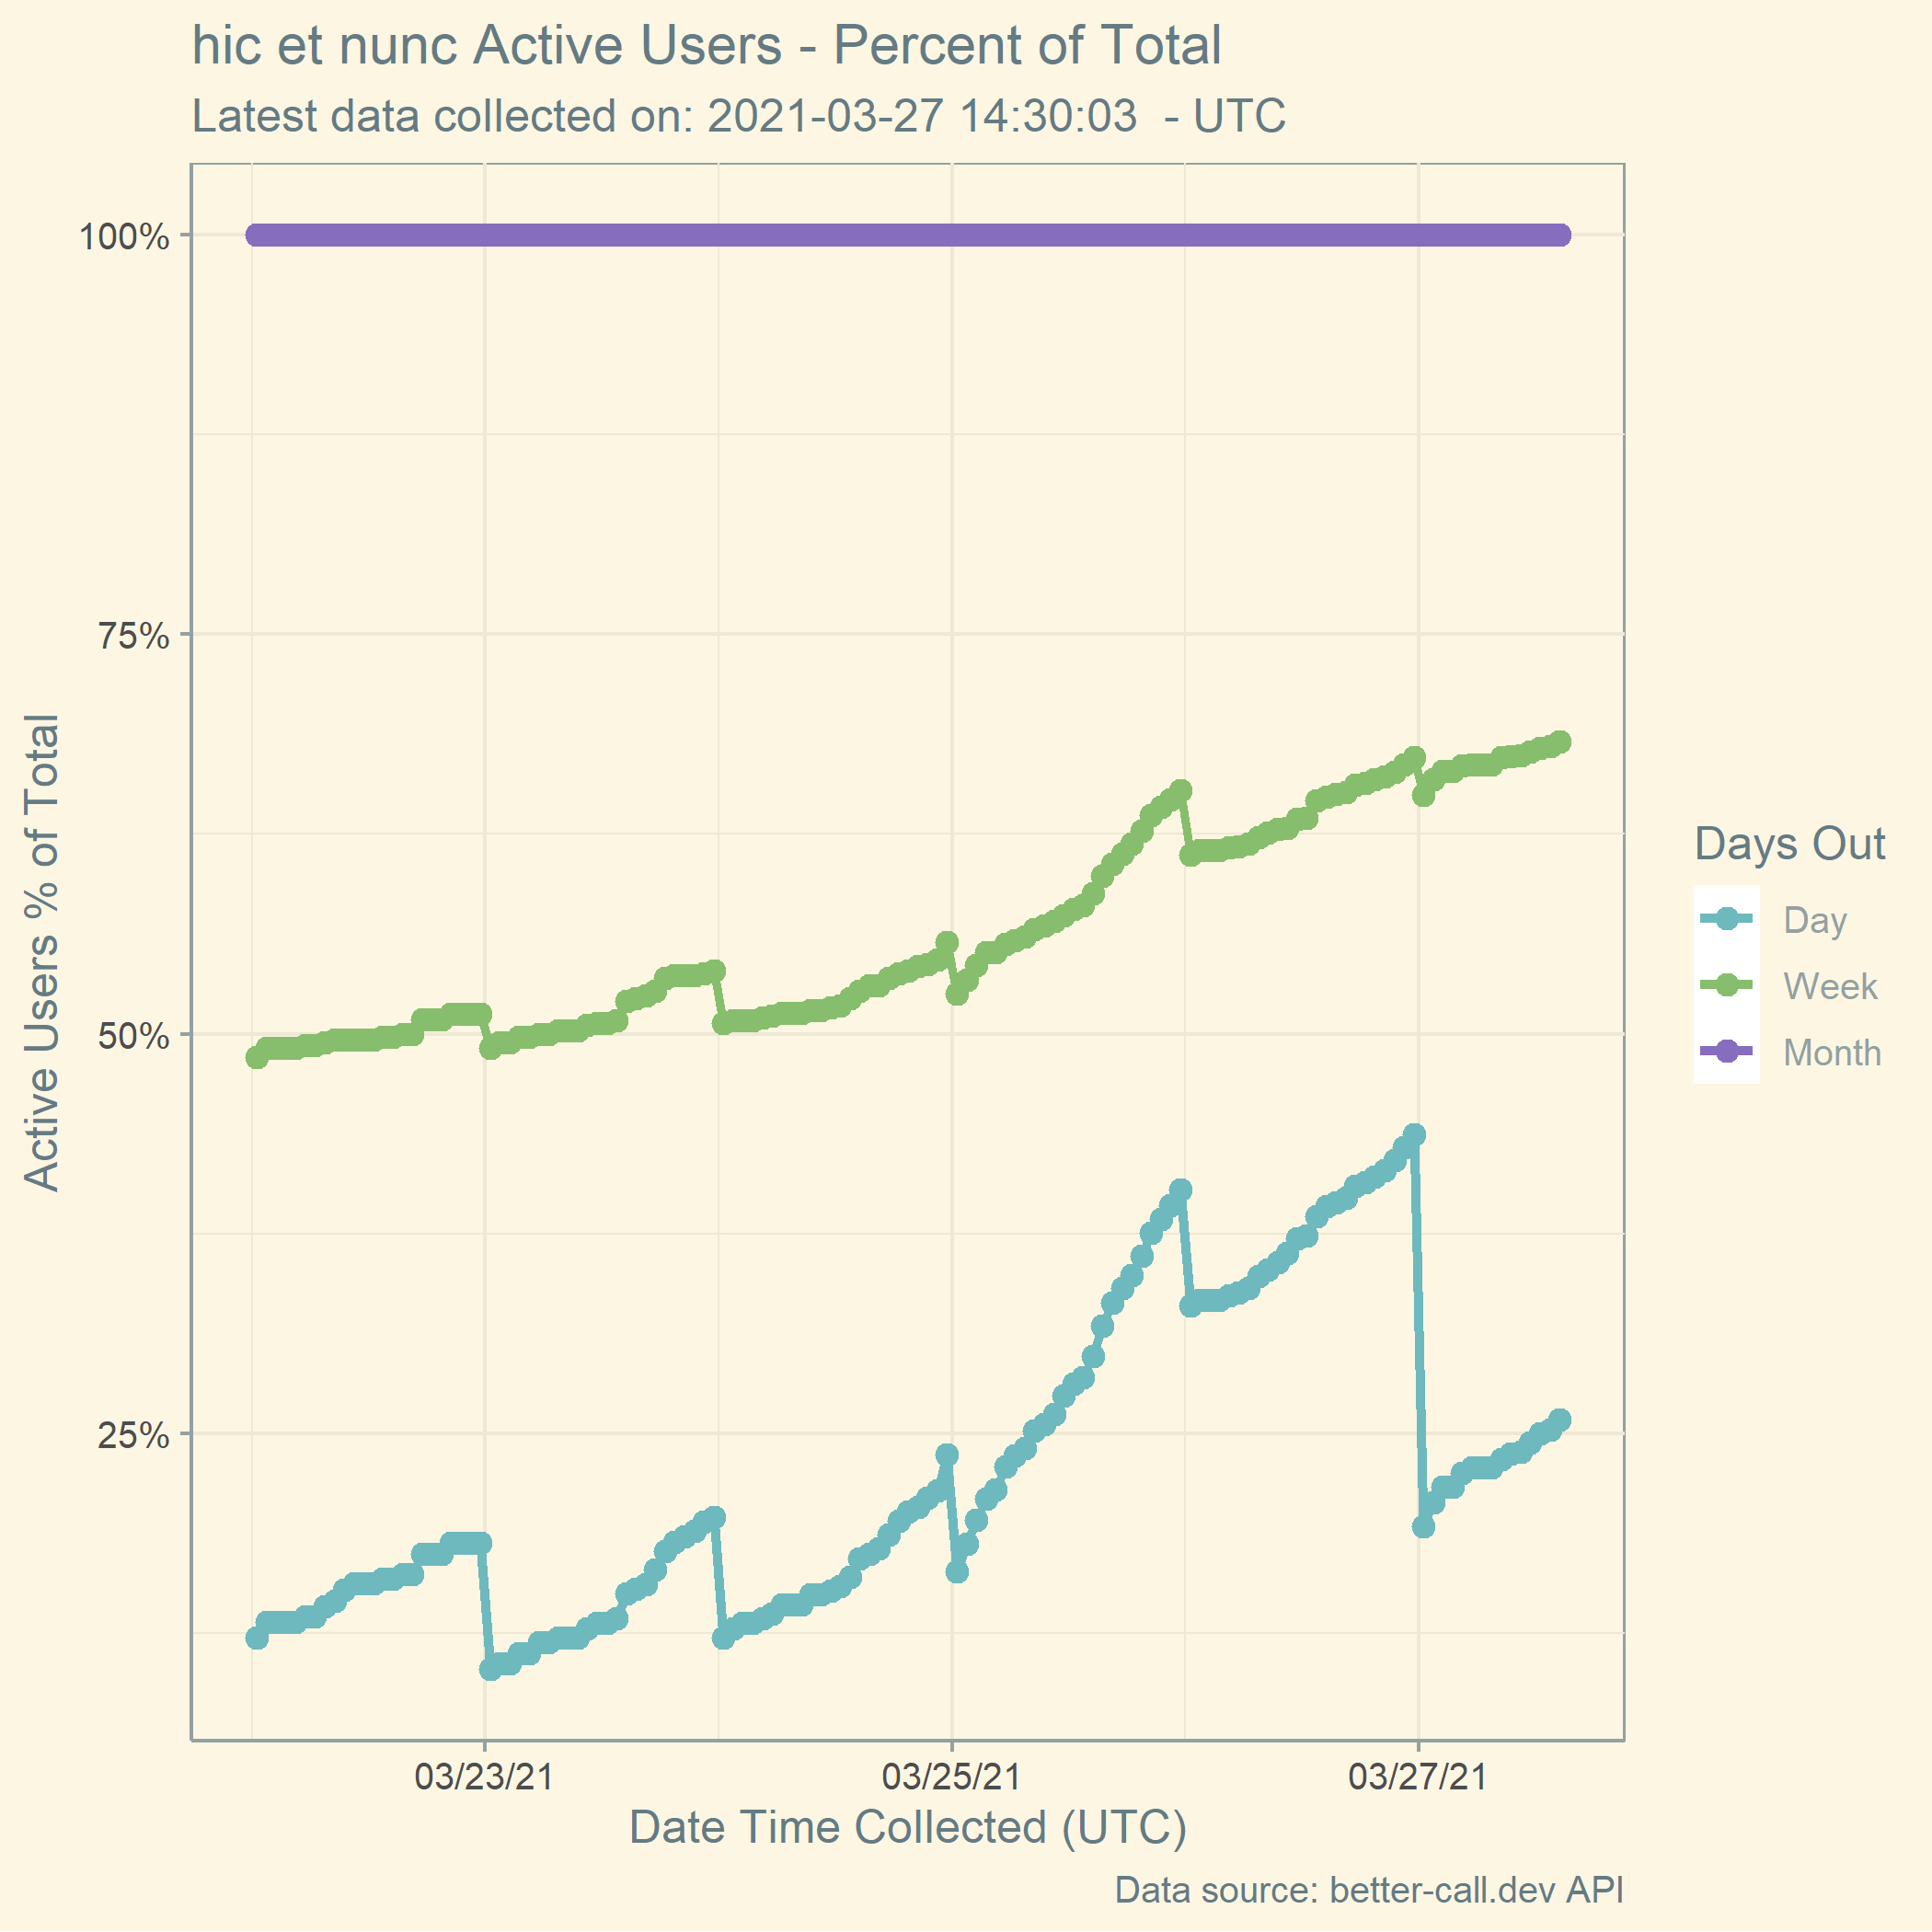 hic et nunc Active Users - Percent of Total
Latest data collected on: 2021-03-27 14:30:03  - UTC
100%
75%
50%
25%
Active Users % of Total
03/23/21
03/25/21
03/27/21
Date Time Collected (UTC)
Days Out
Day
Week
Month
Data source: better-call.dev API